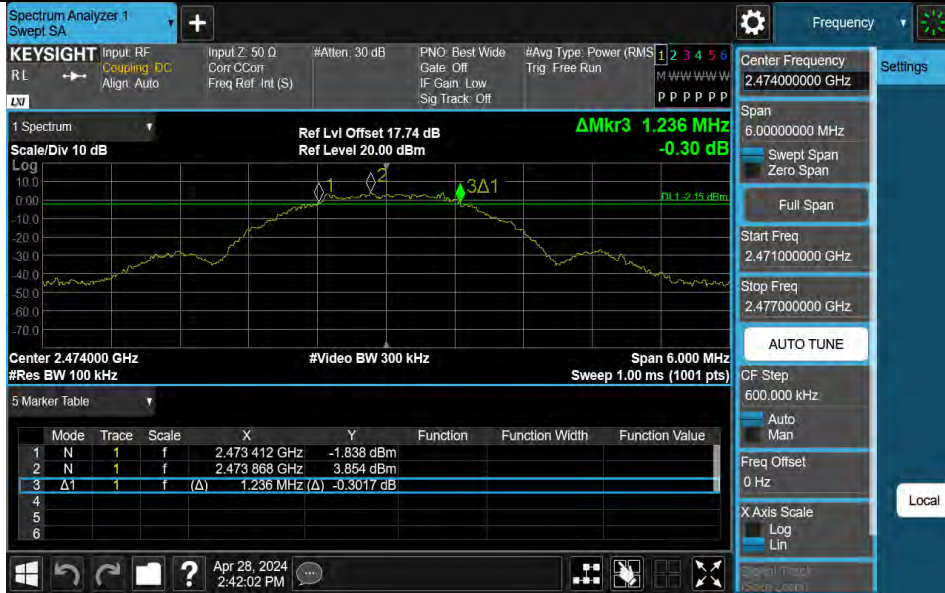 Spectrum Analyzer 1
Swept SA
+
Frequency
KEYSIGHT
RL
LXI
Input: RF
Coupling: DC
Align: Auto
Input Z: 50 Ω
Corr CCorr
Freq Ref: Int (S)
#Atten: 30 dB
PNO: Best Wide
Gate: Off
IF Gain: Low
Sig Track: Off
#Avg Type: Power (RMS
Trig: Free Run
1 2 3 4 5 6
M W W W W W
P P P P P P
Center Frequency
2.474000000 GHz
Settings
Span
6.00000000 MHz
Swept Span
Zero Span
Full Span
Start Freq
2.471000000 GHz
Stop Freq
2.477000000 GHz
AUTO TUNE
CF Step
600.000 kHz
Auto
Man
Freq Offset
0 Hz
X Axis Scale
Log
Lin
Signal Track
(Span Zoom)
Local
1 Spectrum
Scale/Div 10 dB
Ref Lvl Offset 17.74 dB
Ref Level 20.00 dBm
ΔMkr3 1.236 MHz
-0.30 dB
Log
10.0
0.00
-10.0
-20.0
-30.0
-40.0
-50.0
-60.0
-70.0
1
2
3Δ1
DL1 -2.15 dBm
Center 2.474000 GHz
#Video BW 300 kHz
Span 6.000 MHz
#Res BW 100 kHz
Sweep 1.00 ms (1001 pts)
5 Marker Table
Mode Trace Scale X Y Function Function Width Function Value
1 N 1 f 2.473 412 GHz -1.838 dBm
2 N 1 f 2.473 868 GHz 3.854 dBm
3 Δ1 1 f (Δ) 1.236 MHz (Δ) -0.3017 dB
4
5
6
?
Apr 28, 2024
2:42:02 PM